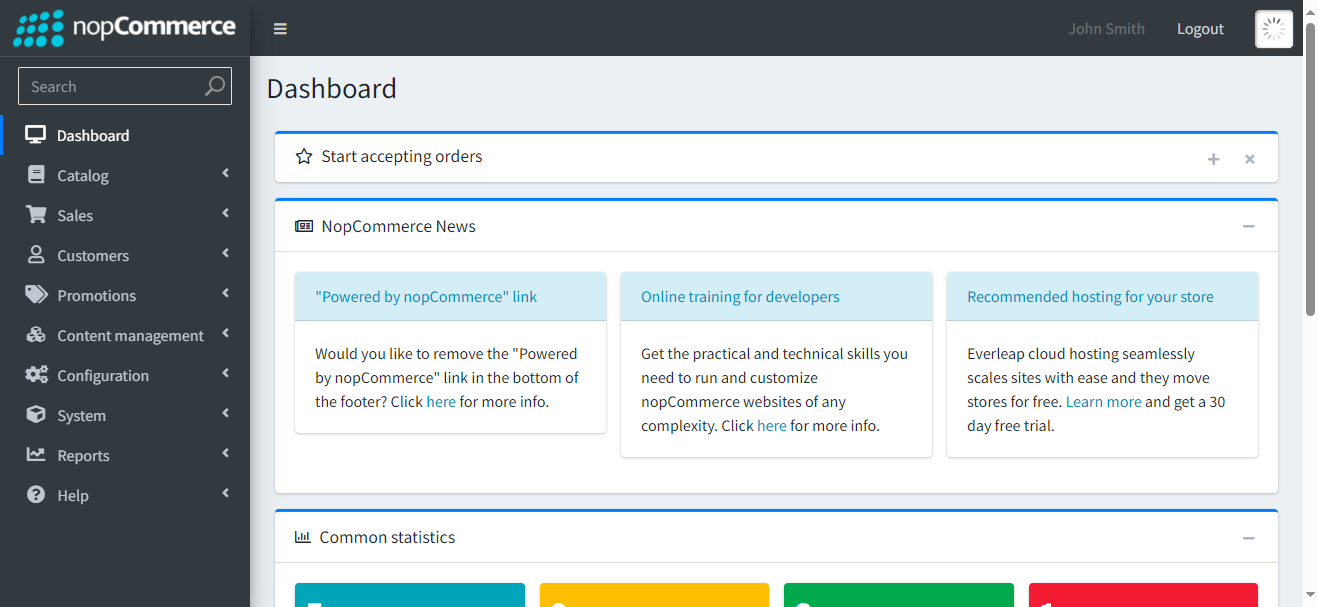 nopCommerce
John Smith
Logout
Search
Dashboard
Catalog
Sales
Customers
Promotions
Content management
Configuration
System
Reports
Help
Dashboard
Start accepting orders
NopCommerce News
"Powered by nopCommerce" link
Would you like to remove the "Powered
by nopCommerce" link in the bottom of
the footer? Click here for more info.
Online training for developers
Get the practical and technical skills you
need to run and customize
nopCommerce websites of any
complexity. Click here for more info.
Recommended hosting for your store
Everleap cloud hosting seamlessly
scales sites with ease and they move
stores for free. Learn more and get a 30
day free trial.
Common statistics